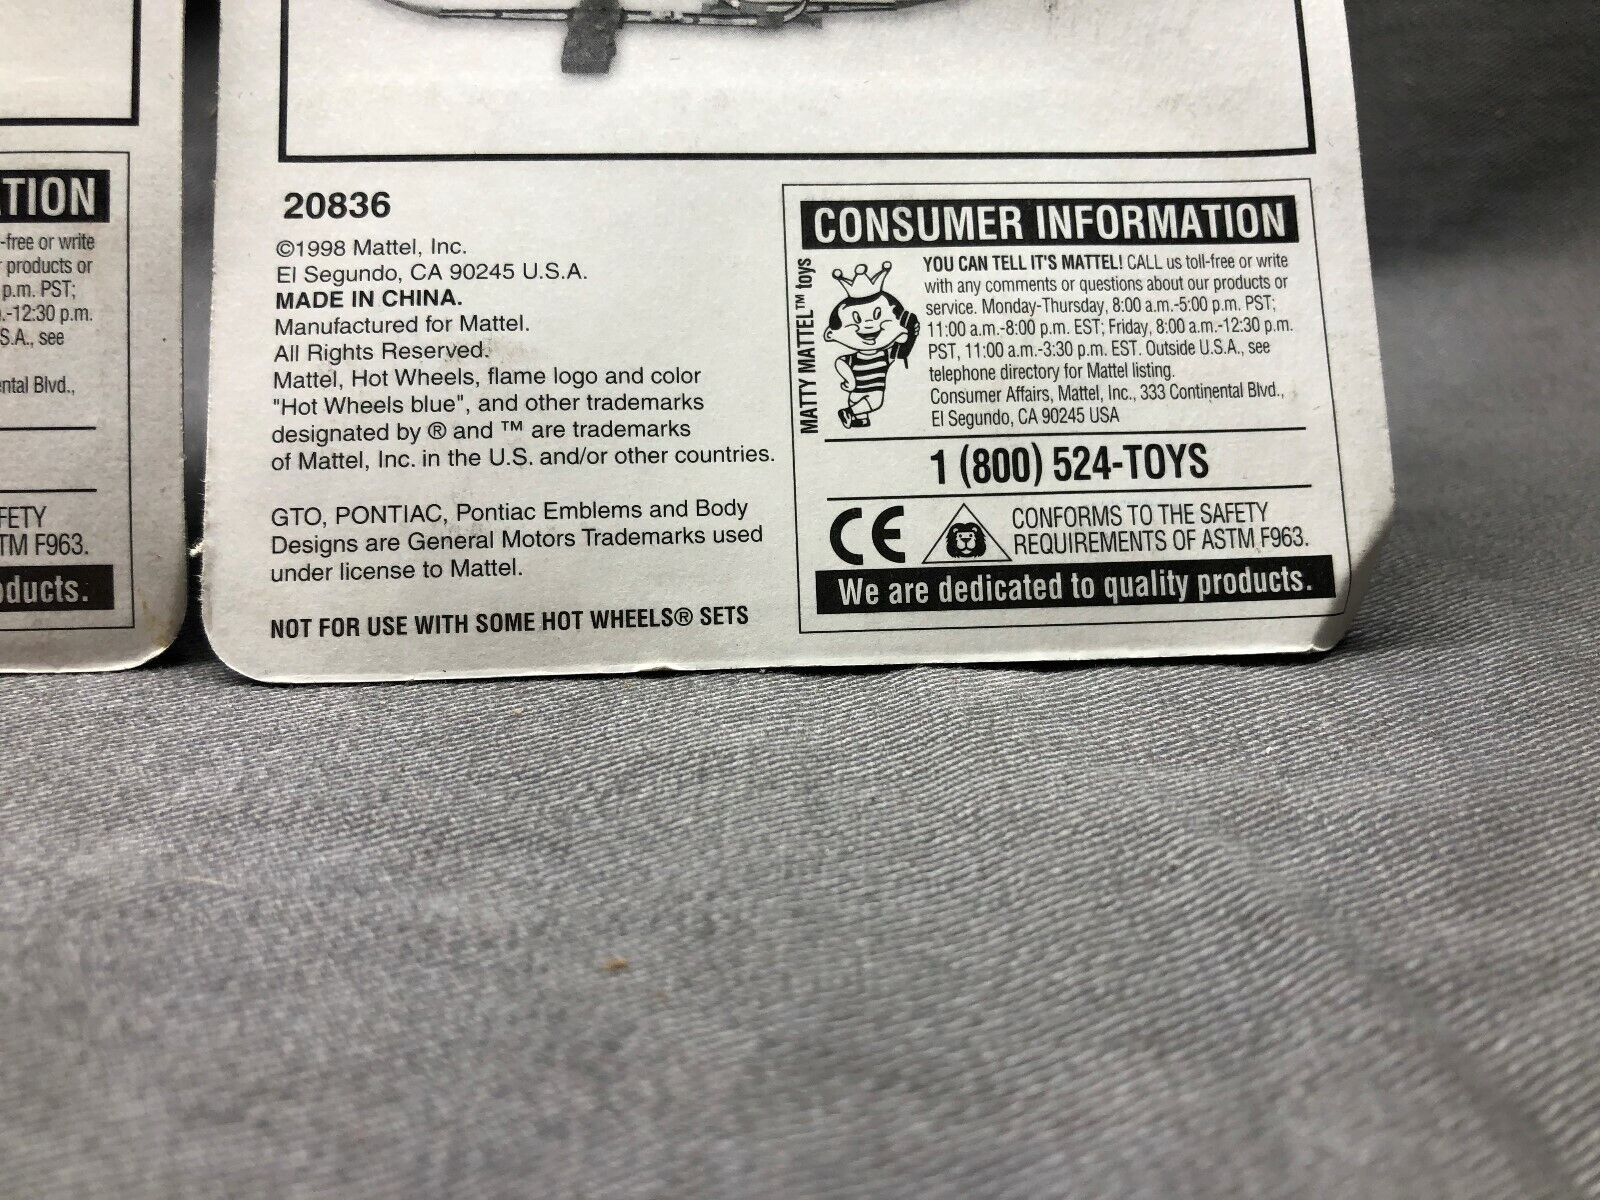 TION
-free or write
products or
p.m. PST;
.-12:30 p.m.
S.A., see
ntal Blvd.,
FETY
TM F963.
ducts.
20836
©1998 Mattel, Inc.
El Segundo, CA 90245 U.S.A.
MADE IN CHINA.
Manufactured for Mattel.
All Rights Reserved.
Mattel, Hot Wheels, flame logo and color
"Hot Wheels blue", and other trademarks
designated by ® and ™ are trademarks
of Mattel, Inc. in the U.S. and/or other countries.
GTO, PONTIAC, Pontiac Emblems and Body
Designs are General Motors Trademarks used
under license to Mattel.
NOT FOR USE WITH SOME HOT WHEELS® SETS
CONSUMER INFORMATION
MATTY MATTEL™ toys
YOU CAN TELL IT'S MATTEL! CALL us toll-free or write
with any comments or questions about our products or
service. Monday-Thursday, 8:00 a.m.-5:00 p.m. PST;
11:00 a.m.-8:00 p.m. EST; Friday, 8:00 a.m.-12:30 p.m.
PST, 11:00 a.m.-3:30 p.m. EST. Outside U.S.A., see
telephone directory for Mattel listing.
Consumer Affairs, Mattel, Inc., 333 Continental Blvd.,
El Segundo, CA 90245 USA
1 (800) 524-TOYS
CE
CONFORMS TO THE SAFETY
REQUIREMENTS OF ASTM F963.
We are dedicated to quality products.